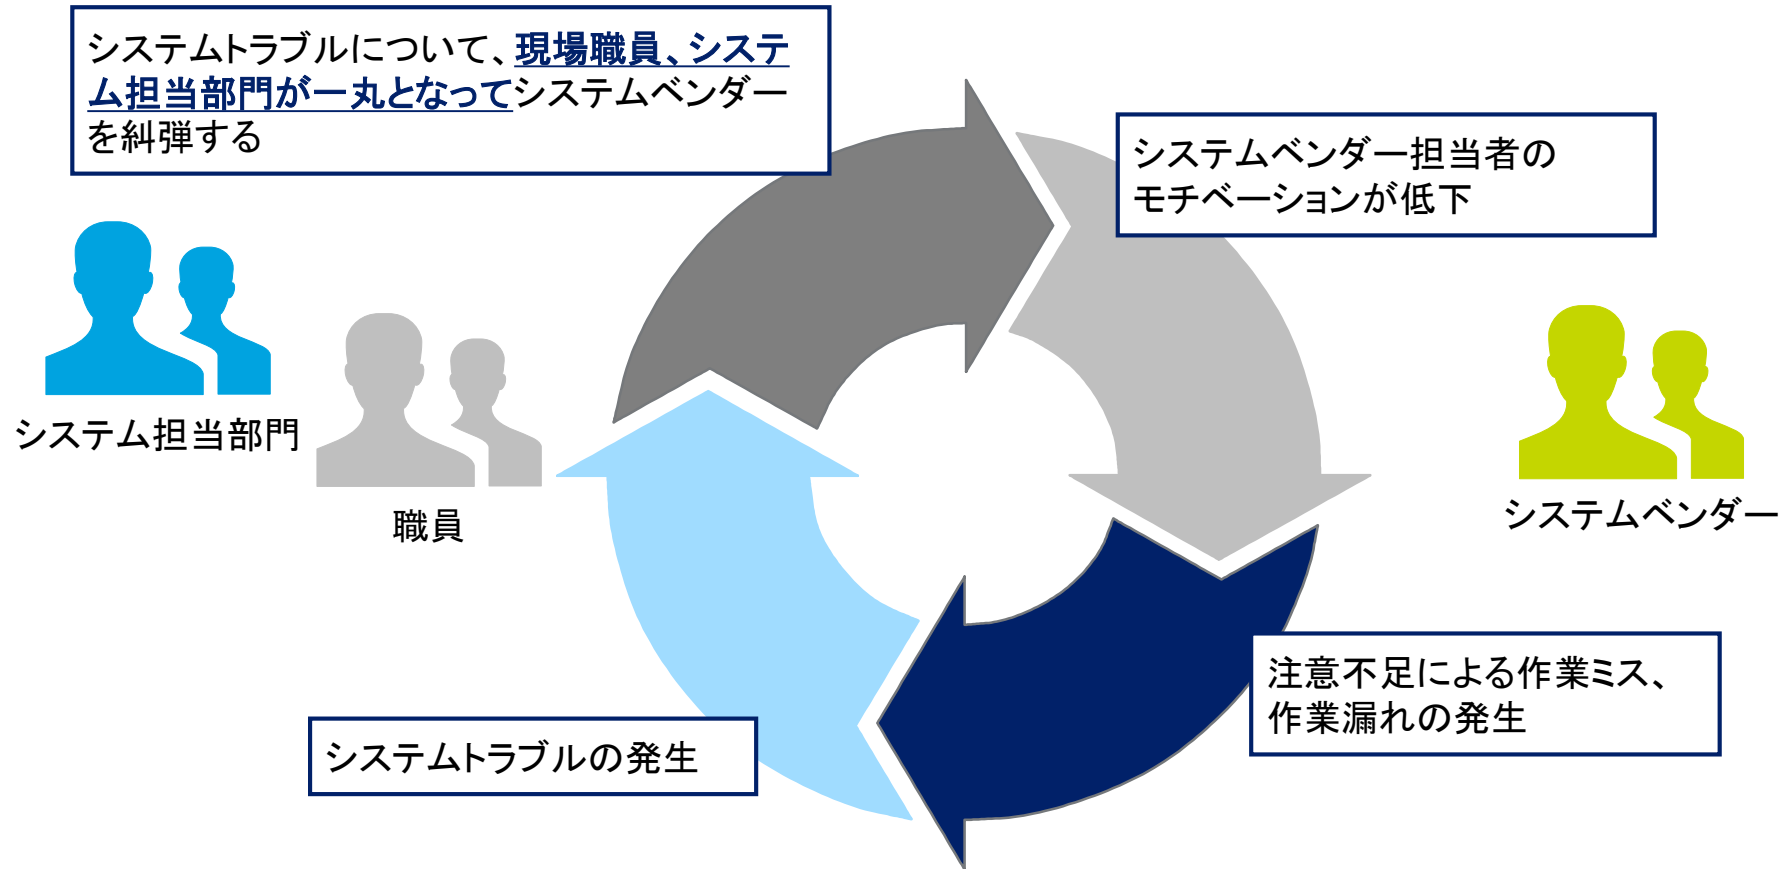 システムトラブルについて、現場職員、システ
ム担当部門が一丸となってシステムベンダー
を糾弾する
システムベンダー担当者の
モチベーションが低下
システム担当部門
職員
システムベンダー
注意不足による作業ミス、
作業漏れの発生
システムトラブルの発生